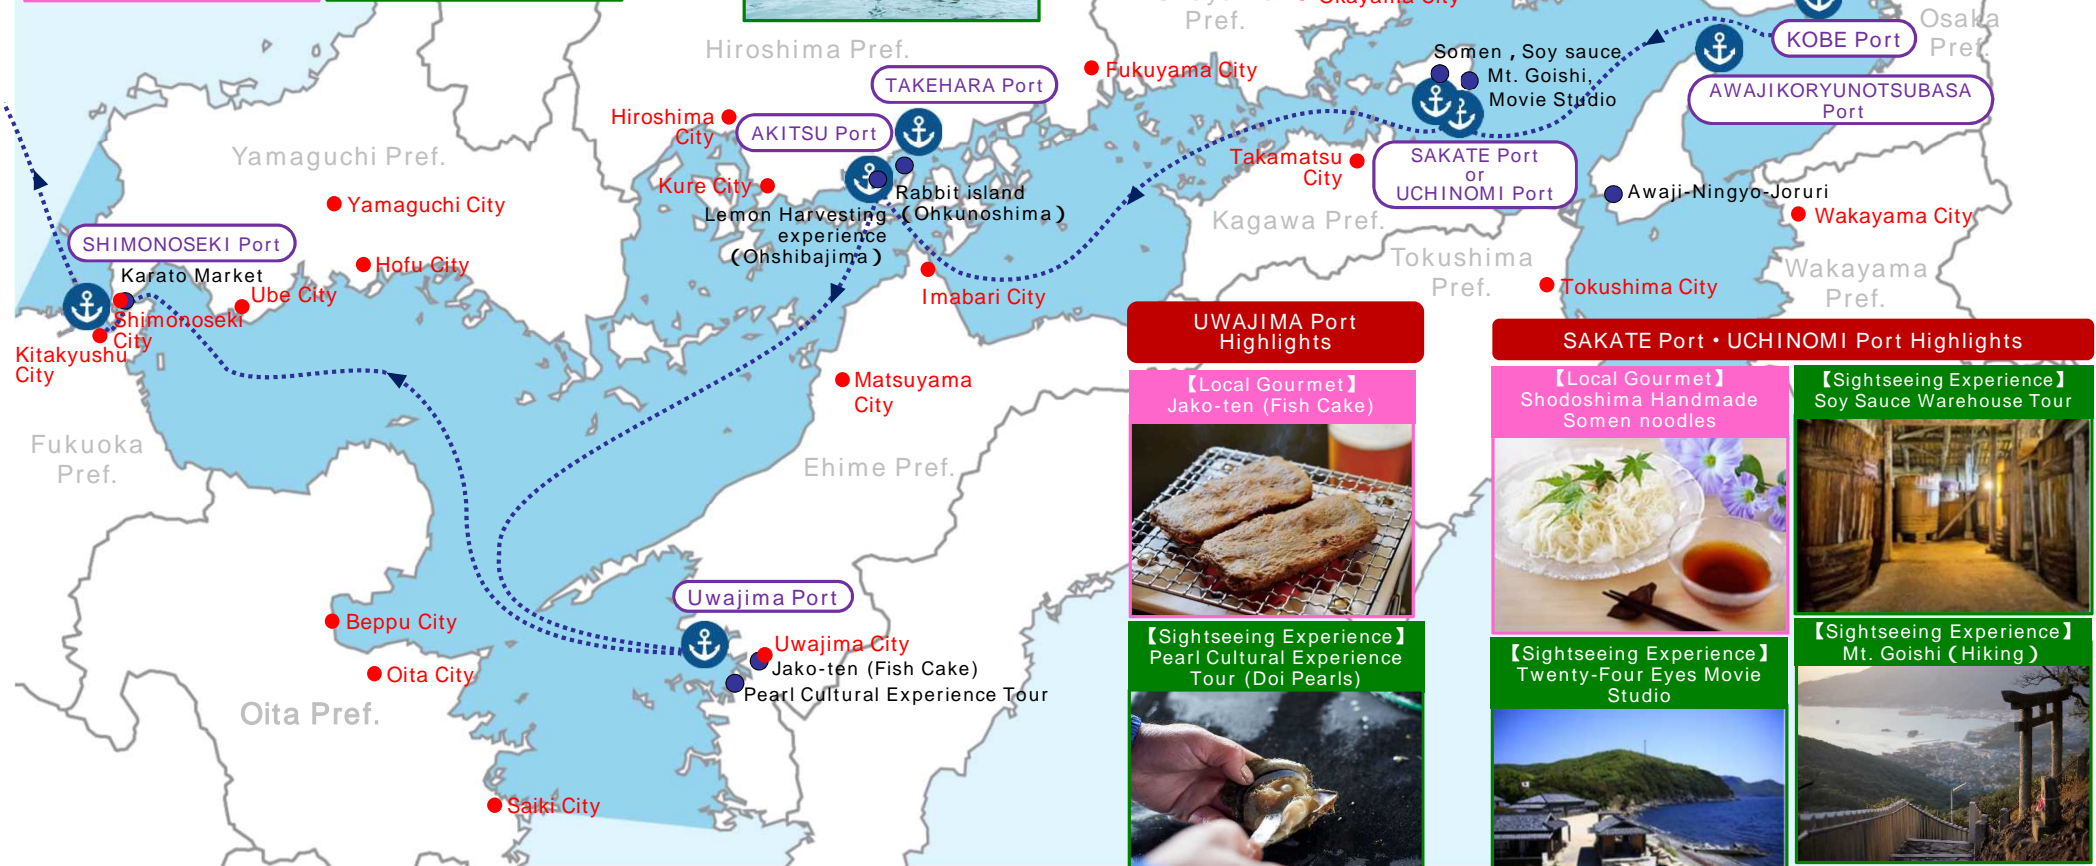 Pref.
Osaka
Pref.
KOBE Port
Hiroshima Pref.
Somen , Soy sauce
Mt. Goishi,
Movie Studio
Fukuyama City
TAKEHARA Port
AWAJIKORYUNOTSUBASA
Port
Hiroshima
City
AKITSU Port
Yamaguchi Pref.
Takamatsu
City
SAKATE Port
or
UCHINOMI Port
Kure City
Rabbit island
(Ohkunoshima)
Awaji-Ningyo-Joruri
Lemon Harvesting
experience
(Ohshibajima)
Yamaguchi City
Kagawa Pref.
Wakayama City
SHIMONOSEKI Port
Karato Market
Hofu City
Tokushima
Pref.
Wakayama
Pref.
Ube City
Imabari City
Tokushima City
Shimonoseki
City
Kitakyushu
City
UWAJIMA Port
Highlights
SAKATE Port・UCHINOMI Port Highlights
Matsuyama
City
【Local Gourmet】
Jako-ten (Fish Cake)
【Local Gourmet】
Shodoshima Handmade
Somen noodles
【Sightseeing Experience】
Soy Sauce Warehouse Tour
Fukuoka
Pref.
Ehime Pref.
Uwajima Port
Beppu City
Uwajima City
Jako-ten (Fish Cake)
Pearl Cultural Experience Tour
Oita City
Oita Pref.
【Sightseeing Experience】
Pearl Cultural Experience
Tour (Doi Pearls)
【Sightseeing Experience】
Twenty-Four Eyes Movie
Studio
【Sightseeing Experience】
Mt. Goishi (Hiking)
Saiki City